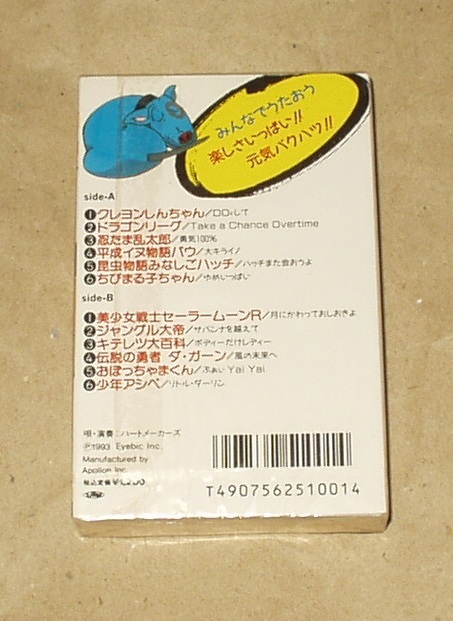 みんなでうたおう
楽しさいっぱい!!
元気バクハツ!!
side-A
❶クレヨンしんちゃん/DOして
❷ドラゴンリーグ/Take a Chance Overtime
❸忍たま乱太郎/勇気100%
❹平成イヌ物語バウ/大キライ♪
❺昆虫物語みなしごハッチ/ハッチまた会おうよ
❻ちびまる子ちゃん/ゆめいっぱい
side-B
❶美少女戦士セーラームーンR/月にかわっておしおきよ
❷ジャングル大帝/サバンナを越えて
❸キテレツ大百科/ボディーだけレディー
❹伝説の勇者 ダ・ガーン/風の未来へ
❺おぼっちゃまくん/ Yai Yai
❻少年アシベ/リトル・ダーリン
唄・演奏:ハートメーカーズ
Ⓟ1993 Eyebic Inc.
Manufactured by
Apollon Inc.
税込定価
T4907562510014